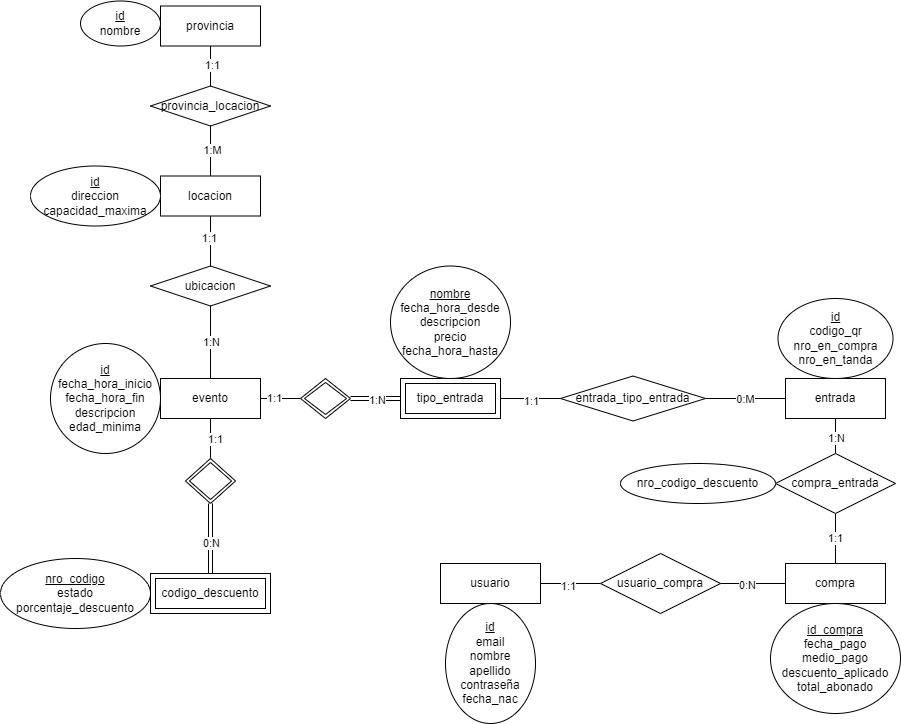 id
nombre
provincia
1:1
provincia_locacion
1:M
id
direccion
capacidad_maxima
locacion
1:1
ubicacion
1:N
id
fecha_hora_inicio
fecha_hora_fin
descripcion
edad_minima
evento
1:1
1:N
nombre
fecha_hora_desde
descripcion
precio
fecha_hora_hasta
tipo_entrada
1:1
entrada_tipo_entrada
0:M
id
codigo_qr
nro_en_compra
nro_en_tanda
entrada
1:1
0:N
nro_codigo
estado
porcentaje_descuento
codigo_descuento
1:N
nro_codigo_descuento
compra_entrada
1:1
usuario
1:1
usuario_compra
0:N
compra
id
email
nombre
apellido
contraseña
fecha_nac
id_compra
fecha_pago
medio_pago
descuento_aplicado
total_abonado